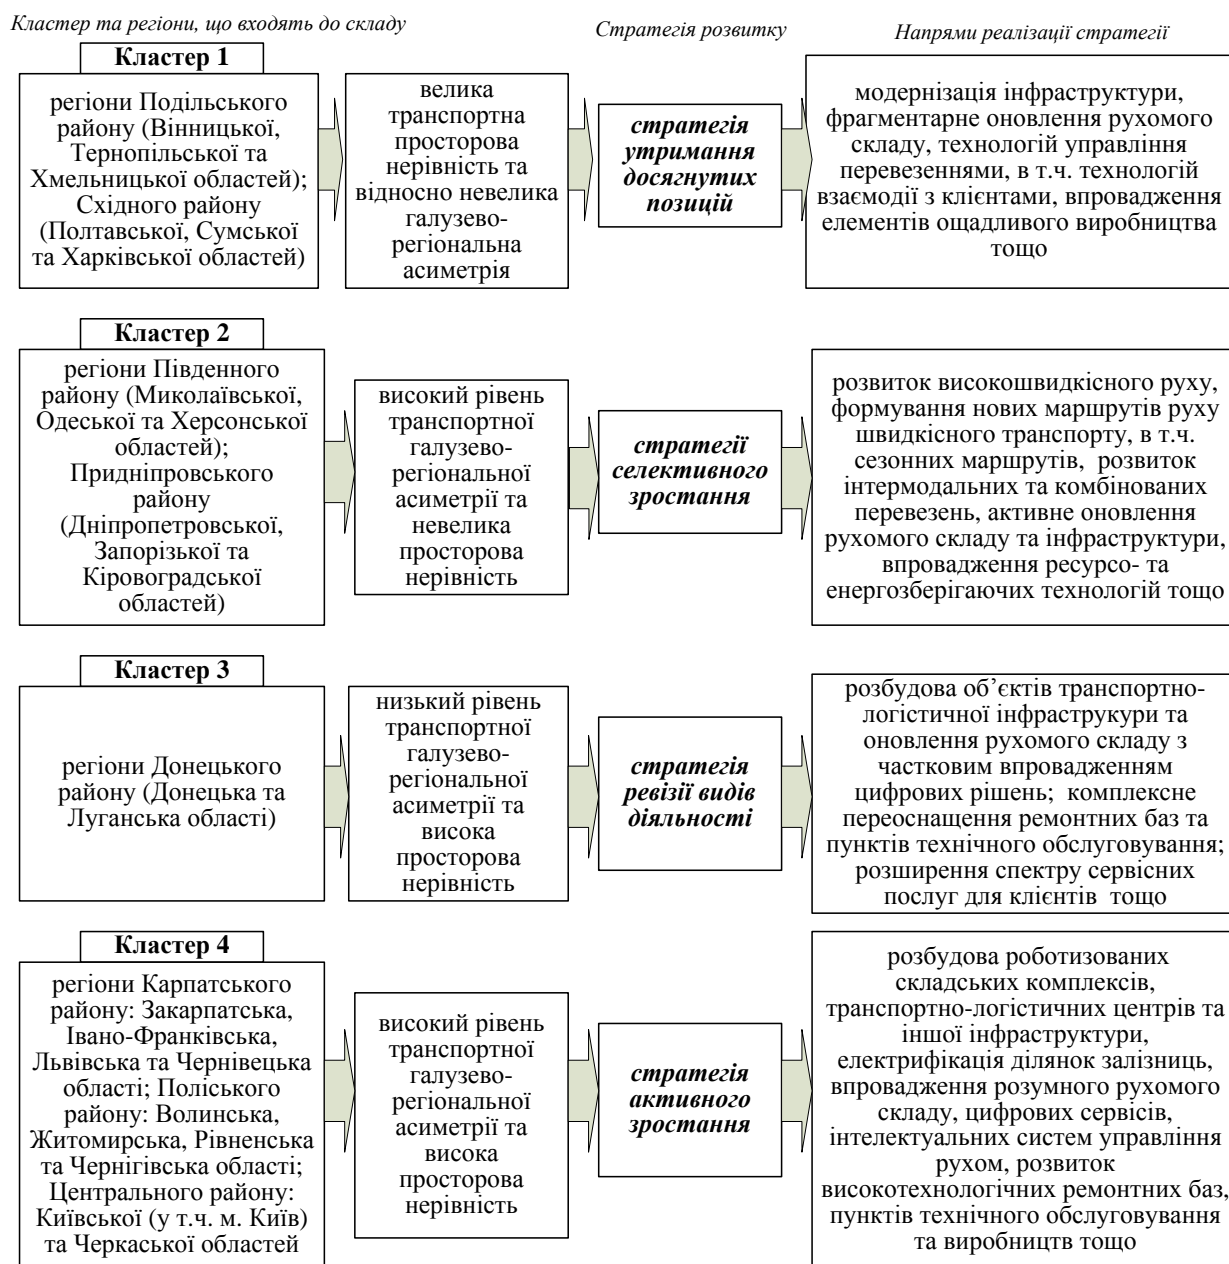 Кластер та регіони, що входять до складу
Стратегія розвитку
Напрями реалізації стратегії
Кластер 1
регіони Подільського
району (Вінницької,
Тернопільської та
Хмельницької областей);
Східного району
(Полтавської, Сумської
та Харківської областей)
велика
транспортна
просторова
нерівність та
відносно невелика
галузево-
регіональна
асиметрія
стратегія
утримання
досягнутих
позицій
модернізація інфраструктури,
фрагментарне оновлення рухомого
складу, технологій управління
перевезеннями, в т.ч. технологій
взаємодії з клієнтами, впровадження
елементів ощадливого виробництва
тощо
Кластер 2
регіони Південного
району (Миколаївської,
Одеської та Херсонської
областей);
Придніпровського
району
(Дніпропетровської,
Запорізької та
Кіровоградської
областей)
високий рівень
транспортної
галузево-
регіональної
асиметрії та
невелика
просторова
нерівність
стратегії
селективного
зростання
розвиток високошвидкісного руху,
формування нових маршрутів руху
швидкісного транспорту, в т.ч.
сезонних маршрутів, розвиток
інтермодальних та комбінованих
перевезень, активне оновлення
рухомого складу та інфраструктури,
впровадження ресурсо- та
енергозберігаючих технологій тощо
Кластер 3
регіони Донецького
району (Донецька та
Луганська області)
низький рівень
транспортної
галузево-
регіональної
асиметрії та
висока
просторова
нерівність
стратегія
ревізії видів
діяльності
розбудова об’єктів транспортно-
логістичної інфраструкури та
оновлення рухомого складу з
частковим впровадженням
цифрових рішень; комплексне
переоснащення ремонтних баз та
пунктів технічного обслуговування;
розширення спектру сервісних
послуг для клієнтів тощо
Кластер 4
регіони Карпатського
району: Закарпатська,
Івано-Франківська,
Львівська та Чернівецька
області; Поліського
району: Волинська,
Житомирська, Рівненська
та Чернігівська області;
Центрального району:
Київської (у т.ч. м. Київ)
та Черкаської областей
високий рівень
транспортної
галузево-
регіональної
асиметрії та
висока
просторова
нерівність
стратегія
активного
зростання
розбудова роботизованих
складських комплексів,
транспортно-логістичних центрів та
іншої інфраструктури,
електрифікація ділянок залізниць,
впровадження розумного рухомого
складу, цифрових сервісів,
інтелектуальних систем управління
рухом, розвиток
високотехнологічних ремонтних баз,
пунктів технічного обслуговування
та виробництв тощо